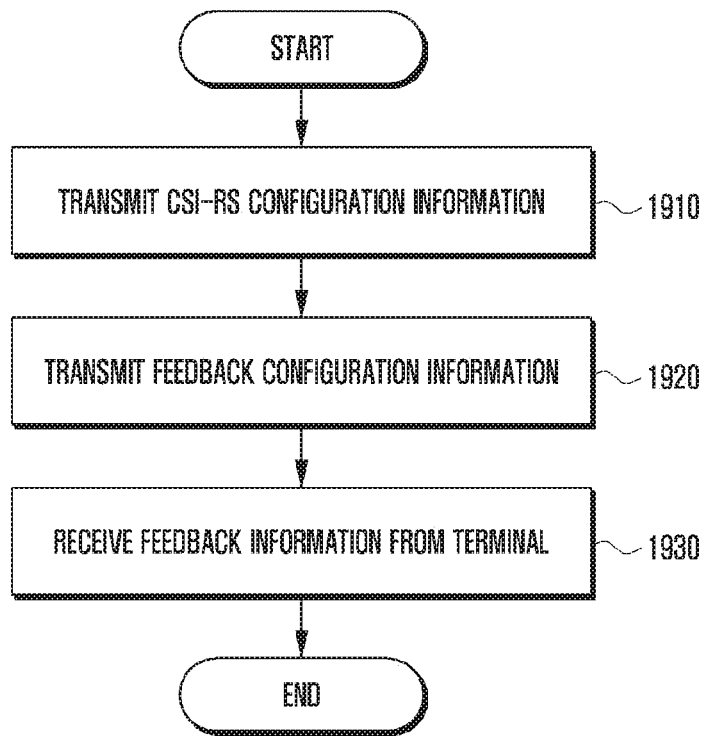 START
TRANSMIT CSI-RS CONFIGURATION INFORMATION
1910
TRANSMIT FEEDBACK CONFIGURATION INFORMATION
1920
RECEIVE FEEDBACK INFORMATION FROM TERMINAL
1930
END